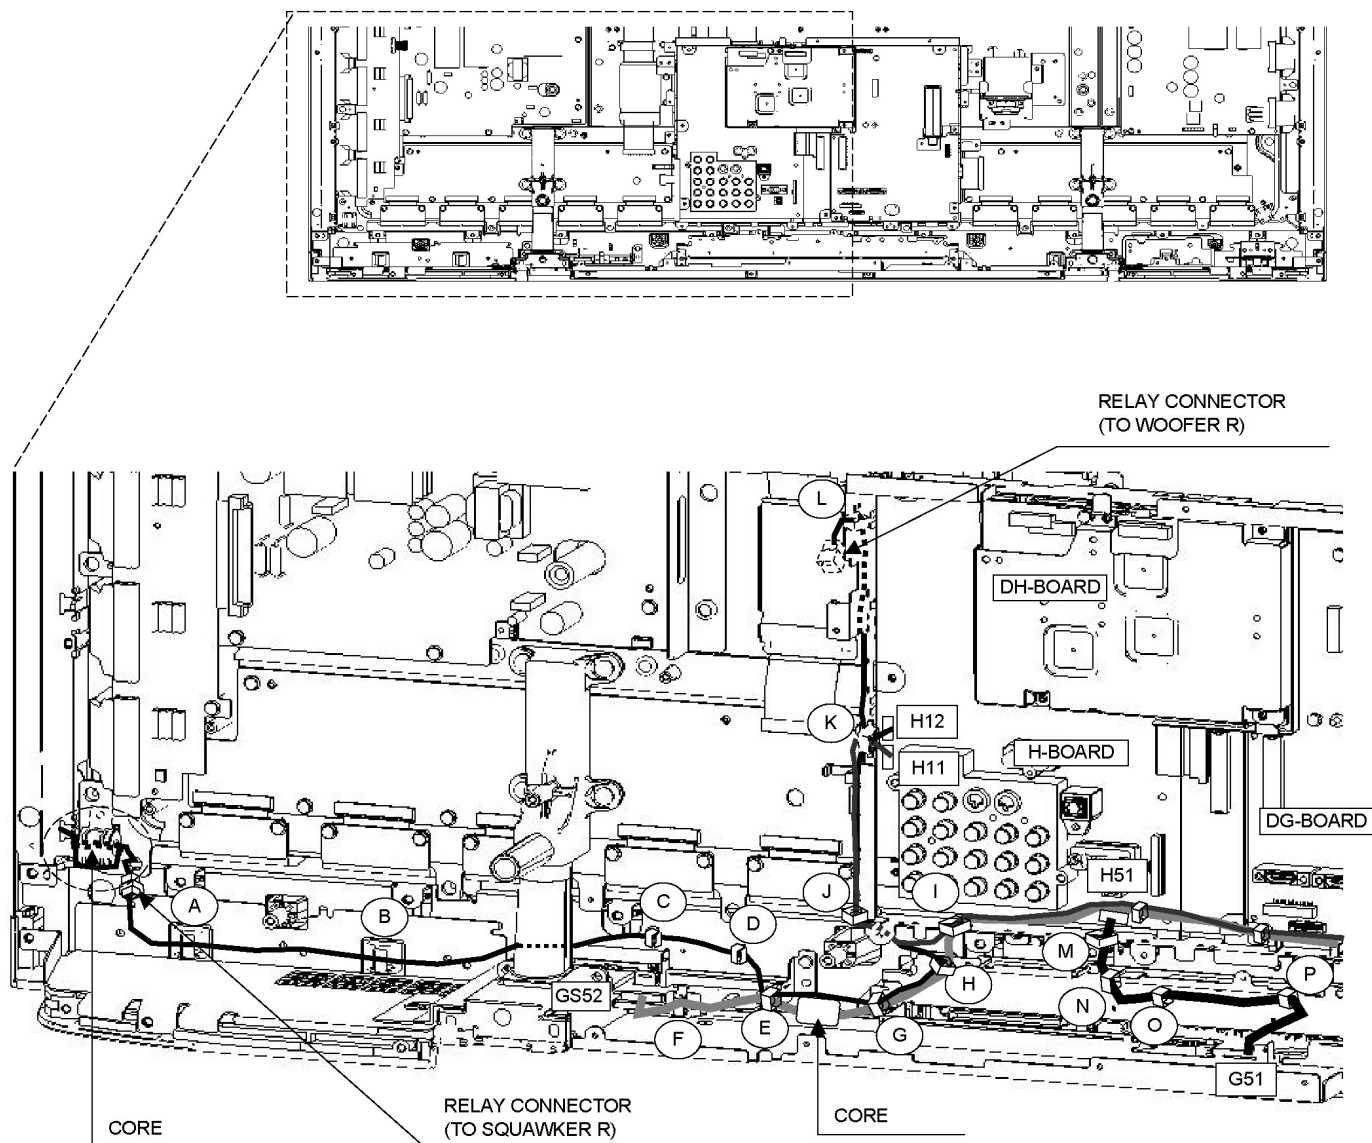 RELAY CONNECTOR
(TO WOOFER R)
L
DH-BOARD
K
H12
H-BOARD
H11
DG-BOARD
H51
A
B
C
D
J
I
M
P
GS52
H
N
O
F
E
G
G51
CORE
RELAY CONNECTOR
(TO SQUAWKER R)
CORE